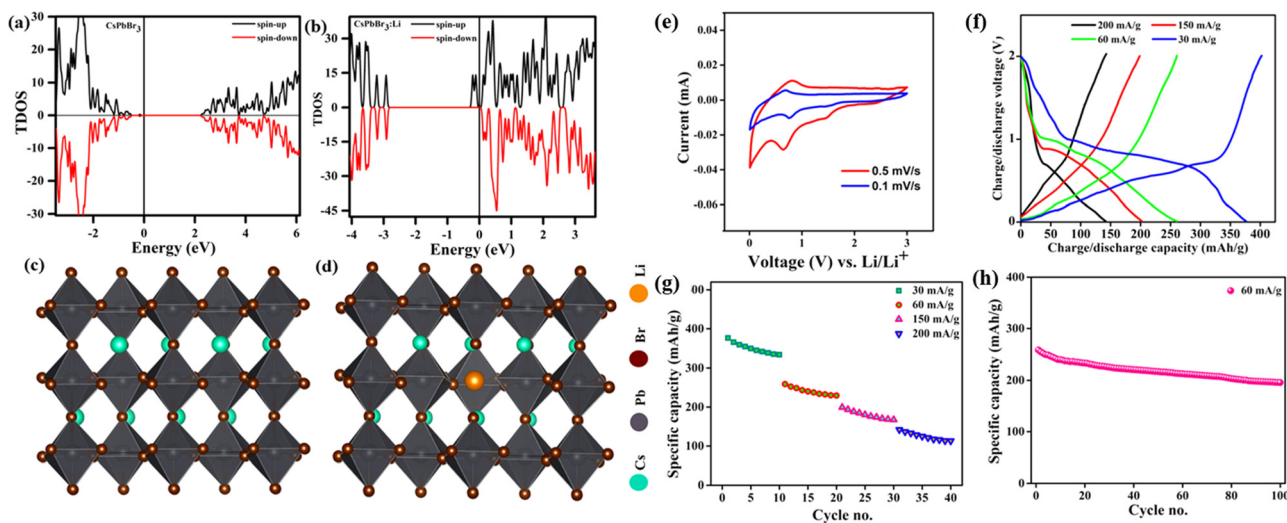 (a)
CsPbBr3
spin-up
spin-down
30
20
10
0
10
20
30
TDOS
-2 0 2 4 6
Energy (eV)
(b)
CsPbBr3:Li
spin-up
spin-down
30
15
0
-15
-30
-45
TDOS
-4 -3 -2 -1 0 1 2 3
Energy (eV)
(c)
(d)
Li
Br
Pb
Cs
(e)
0.04
0.02
0.00
-0.02
-0.04
-0.06
Current (mA)
0.5 mV/s
0.1 mV/s
0 1 2 3
Voltage (V) vs. Li/Li+
(f)
200 mA/g
150 mA/g
60 mA/g
30 mA/g
2
1
0
Charge/discharge voltage (V)
0 50 100 150 200 250 300 350 400
Charge/discharge capacity (mAh/g)
(g)
30 mA/g
60 mA/g
150 mA/g
200 mA/g
00
400
300
200
100
0
Specific capacity (mAh/g)
0 10 20 30 40
Cycle no.
(h)
60 mA/g
400
300
200
100
0
Specific capacity (mAh/g)
0 20 40 60 80 100
Cycle no.